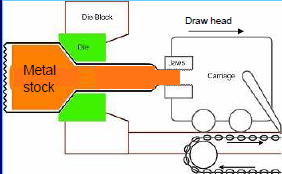 Die Block
Draw head
Die
Jaws
Metal
stock
Carriage